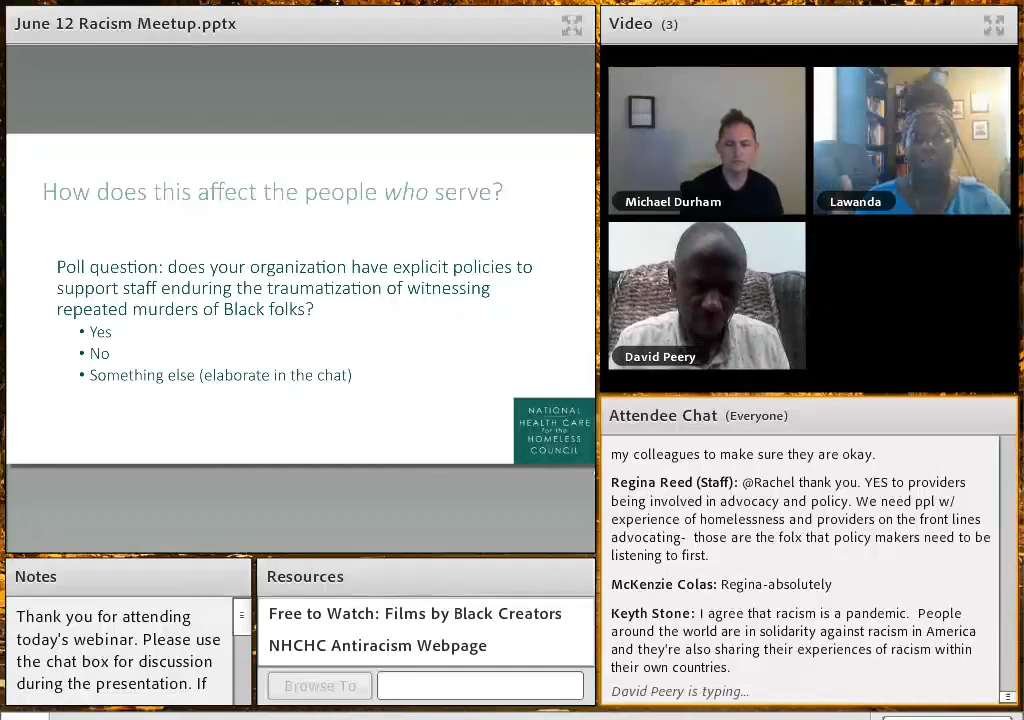 June 12 Racism Meetup.pptx
How does this affect the people who serve?
Poll question: does your organization have explicit policies to
support staff enduring the traumatization of witnessing
repeated murders of Black folks?
• Yes
• No
• Something else (elaborate in the chat)
NATIONAL
HEALTH CARE
for the
HOMELESS
COUNCIL
Video (3)
Michael Durham
Lawanda
David Peery
Attendee Chat (Everyone)
my colleagues to make sure they are okay.
Regina Reed (Staff): @Rachel thank you. YES to providers
being involved in advocacy and policy. We need ppl w/
experience of homelessness and providers on the front lines
advocating- those are the folx that policy makers need to be
listening to first.
McKenzie Colas: Regina-absolutely
Keyth Stone: I agree that racism is a pandemic. People
around the world are in solidarity against racism in America
and they're also sharing their experiences of racism within
their own countries.
David Peery is typing...
Notes
Thank you for attending
today's webinar. Please use
the chat box for discussion
during the presentation. If
Resources
Free to Watch: Films by Black Creators
NHCHC Antiracism Webpage
Browse To